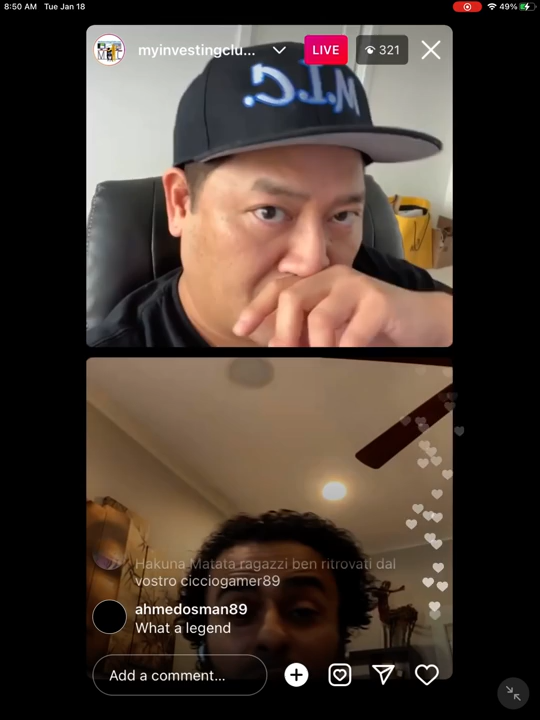 8:50 AM Tue Jan 18
49%
myinvestingclu...
LIVE
321
M.I.C.
Hakuna Matata ragazzi ben ritrovati dal
vostro cicciogamer89
ahmedosman89
What a legend
Add a comment...